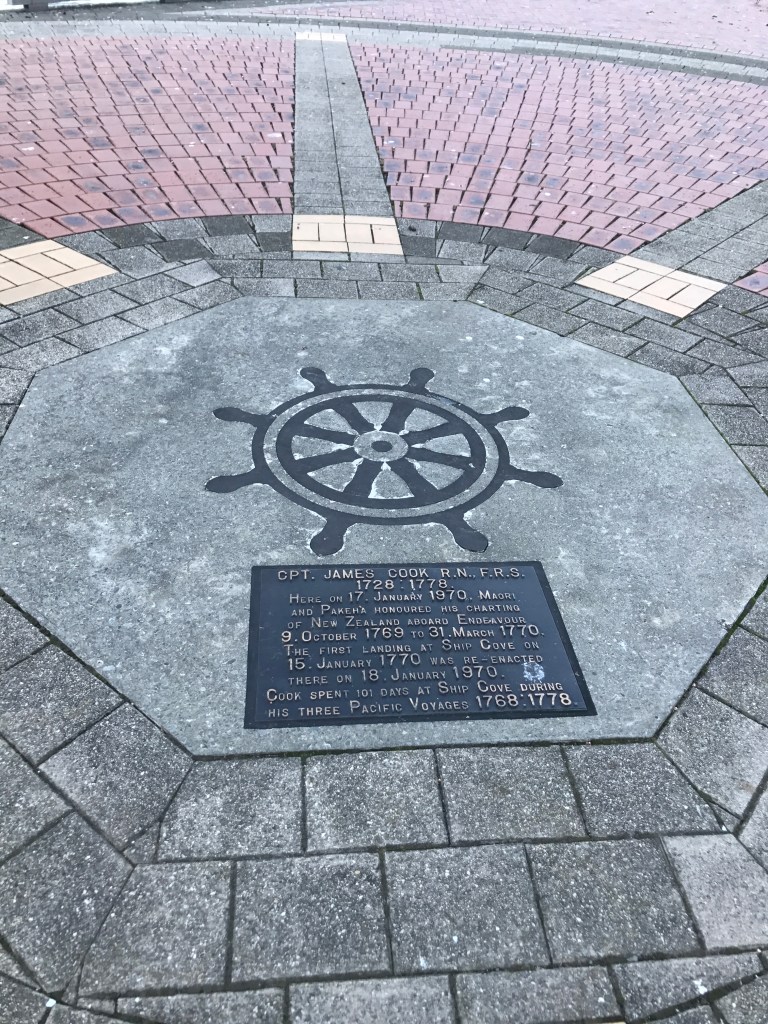 CPT. JAMES COOK R.N., F.R.S.
1728-1778.
HERE ON 17. JANUARY 1970, MAORI
AND PAKEHA HONOURED HIS CHARTING
OF NEW ZEALAND ABOARD ENDEAVOUR
9. OCTOBER 1769 TO 31. MARCH 1770.
THE FIRST LANDING AT SHIP COVE ON
15. JANUARY 1770 WAS RE-ENACTED
THERE ON 18. JANUARY 1970.
COOK SPENT 101 DAYS AT SHIP COVE DURING
HIS THREE PACIFIC VOYAGES 1768-1778.